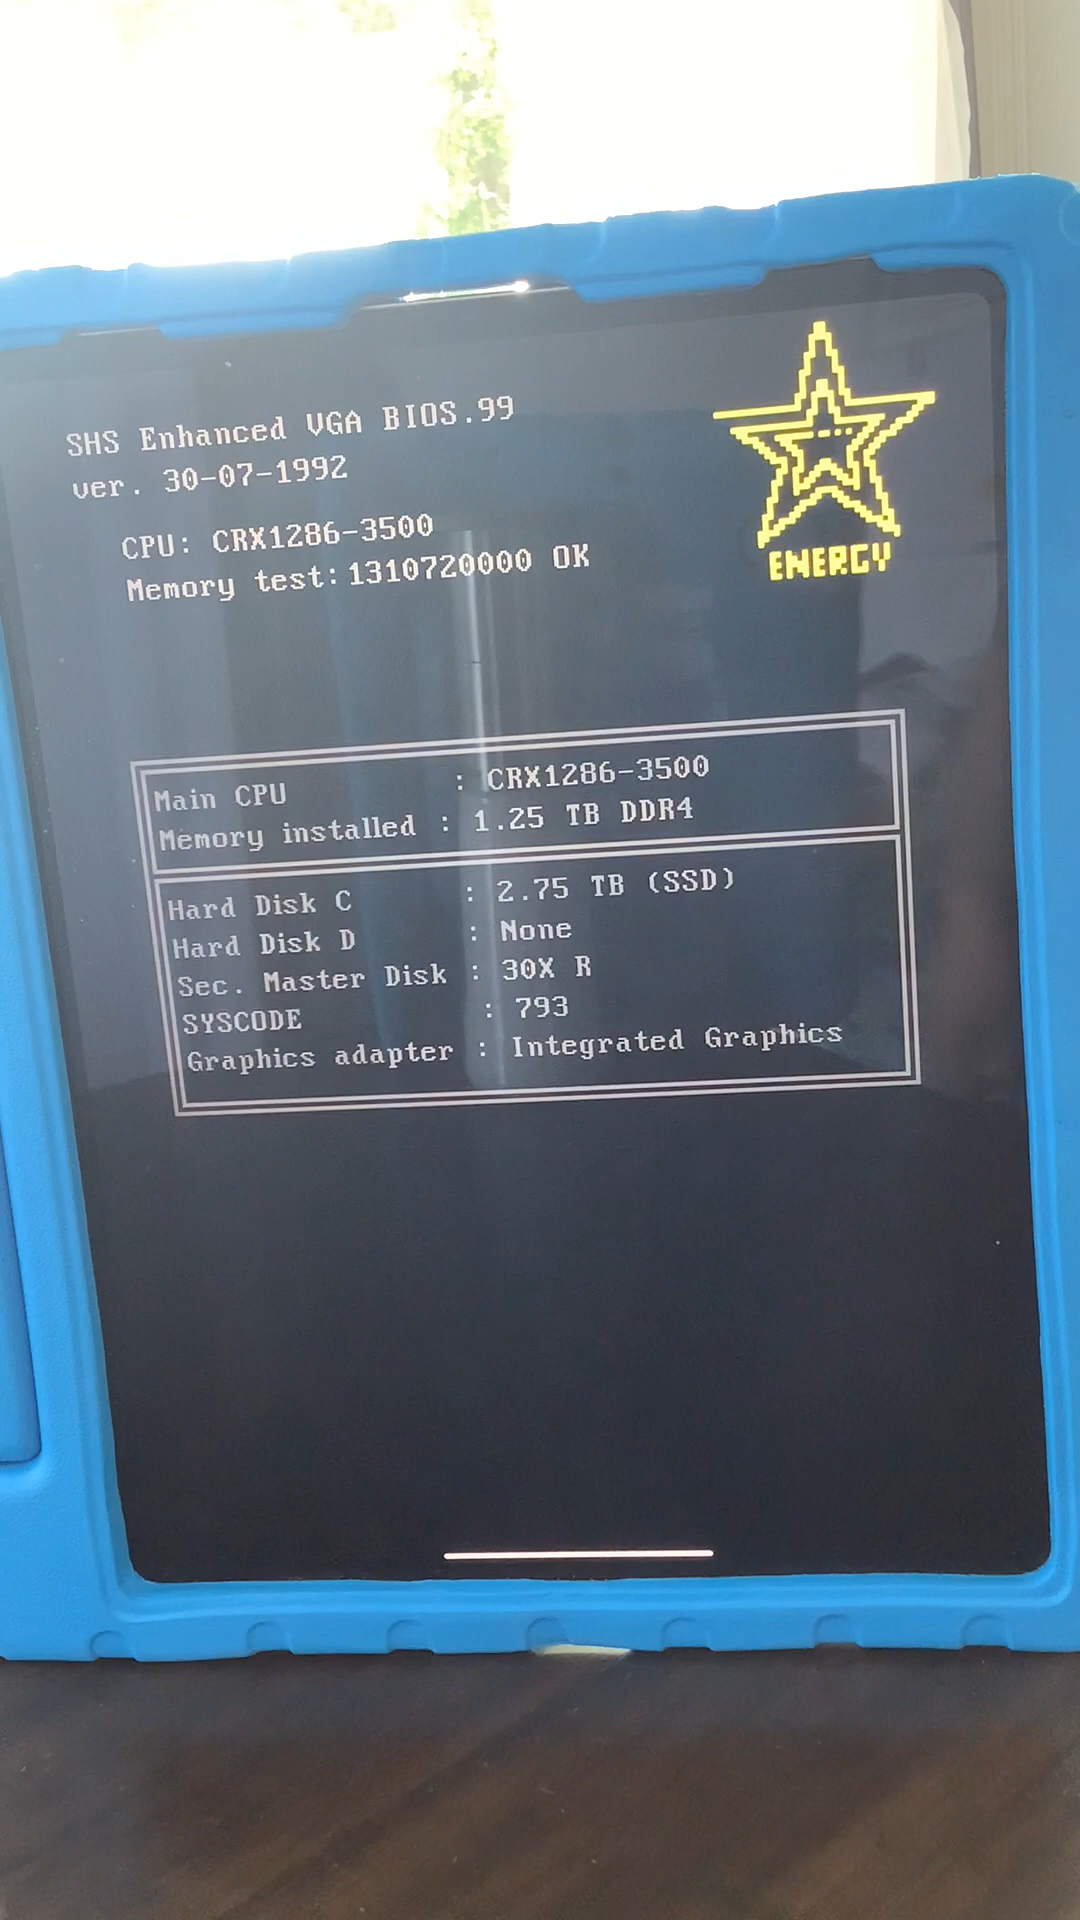 SHS Enhanced VGA BIOS.99
ver. 30-07-1992
CPU: CRX1286-3500
Memory test:1310720000 OK
ENERGY
Main CPU : CRX1286-3500
Memory installed : 1.25 TB DDR4
Hard Disk C : 2.75 TB (SSD)
Hard Disk D : None
Sec. Master Disk : 30X R
SYSCODE : 793
Graphics adapter : Integrated Graphics